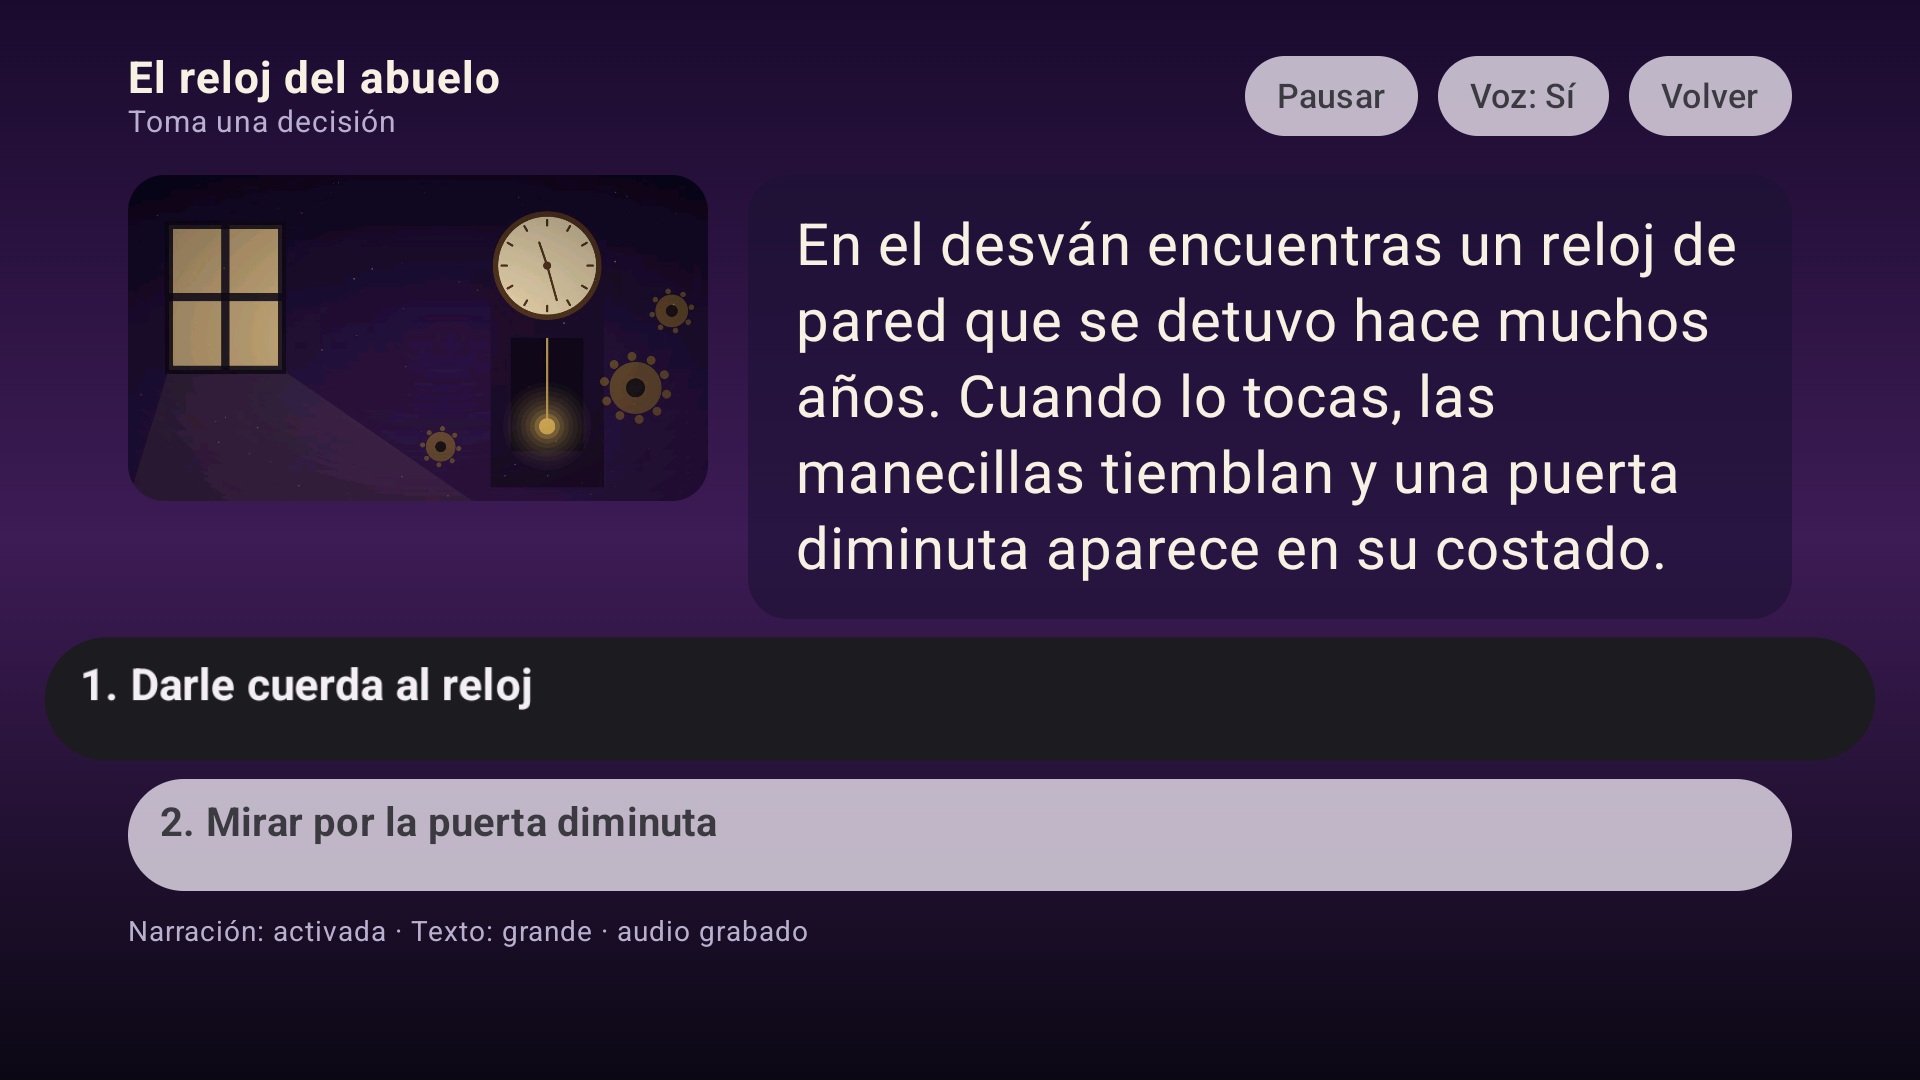 El reloj del abuelo
Toma una decisión
Pausar
Voz: Sí
Volver
En el desván encuentras un reloj de
pared que se detuvo hace muchos
años. Cuando lo tocas, las
manecillas tiemblan y una puerta
diminuta aparece en su costado.
1. Darle cuerda al reloj
2. Mirar por la puerta diminuta
Narración: activada · Texto: grande · audio grabado